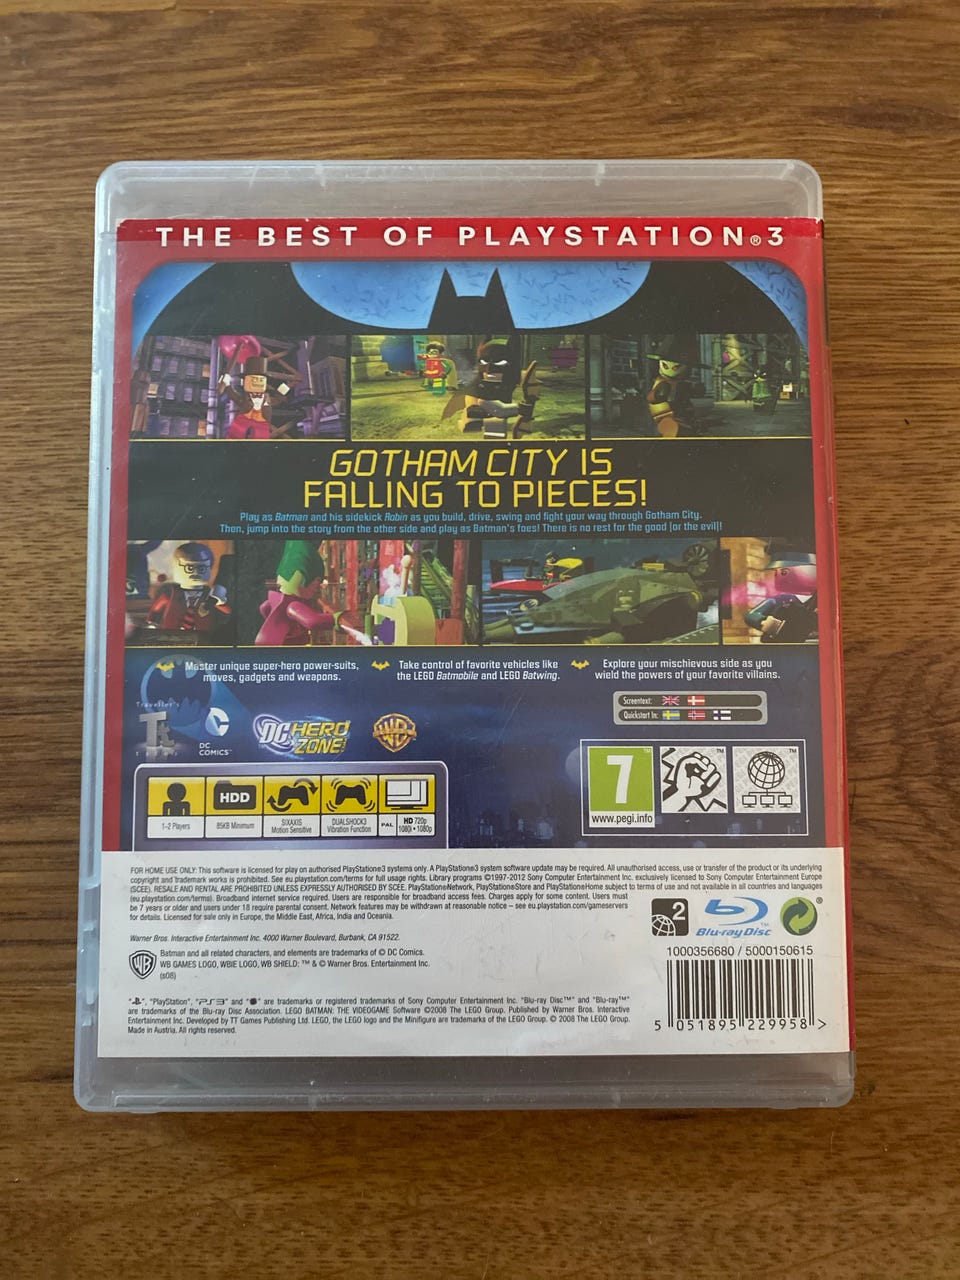 THE BEST OF PLAYSTATION®3
GOTHAM CITY IS
FALLING TO PIECES!
Play as Batman and his sidekick Robin as you build, drive, swing and fight your way through Gotham City.
Then, jump into the story from the other side and play as Batman's foes! There is no rest for the good (or the evil)!
Master unique super-hero power-suits,
moves, gadgets and weapons.
Take control of favorite vehicles like
the LEGO Batmobile and LEGO Batwing.
Explore your mischievous side as you
wield the powers of your favorite villains.
Screentext:
Quickstart In:
Traveller's
Tt
DC
COMICS™
DC HERO
ZONE
WB
HDD
1-2 Players
85KB Minimum
SIXAXIS
Motion Sensitive
DUALSHOCK3
Vibration Function
PAL
HD 720p
1080i • 1080p
7
www.pegi.info
FOR HOME USE ONLY: This software is licensed for play on authorised PlayStation®3 systems only. A PlayStation®3 system software update may be required. All unauthorised access, use or transfer of the product or its underlying
copyright and Trademark works is prohibited. See eu.playstation.com/terms for full usage rights. Library programs ©1997-2012 Sony Computer Entertainment Inc. exclusively licensed to Sony Computer Entertainment Europe
(SCEE). RESALE AND RENTAL ARE PROHIBITED UNLESS EXPRESSLY AUTHORISED BY SCEE. PlayStation®Network, PlayStation®Store and PlayStation®Home subject to terms of use and not available in all countries and languages
(eu.playstation.com/terms). Broadband internet service required. Users are responsible for broadband access fees. Charges apply for some content. Users must
be 7 years or older and users under 18 require parental consent. Network features may be withdrawn at reasonable notice – see eu.playstation.com/gameservers
for details. Licensed for sale only in Europe, the Middle East, Africa, India and Oceania.
2
Blu-ray Disc™
Warner Bros. Interactive Entertainment Inc. 4000 Warner Boulevard, Burbank, CA 91522.
WB
Batman and all related characters, and elements are trademarks of © DC Comics.
WB GAMES LOGO, WBIE LOGO, WB SHIELD: ™ & © Warner Bros. Entertainment Inc.
(s08)
1000356680 / 5000150615
"", "PlayStation", "PS3" and "" are trademarks or registered trademarks of Sony Computer Entertainment Inc. "Blu-ray Disc™" and "Blu-ray™"
are trademarks of the Blu-ray Disc Association. LEGO BATMAN: THE VIDEOGAME Software ©2008 The LEGO Group. Published by Warner Bros. Interactive
Entertainment Inc. Developed by TT Games Publishing Ltd. LEGO, the LEGO logo and the Minifigure are trademarks of the LEGO Group. © 2008 The LEGO Group.
Made in Austria. All rights reserved.
5 051895 229958 >